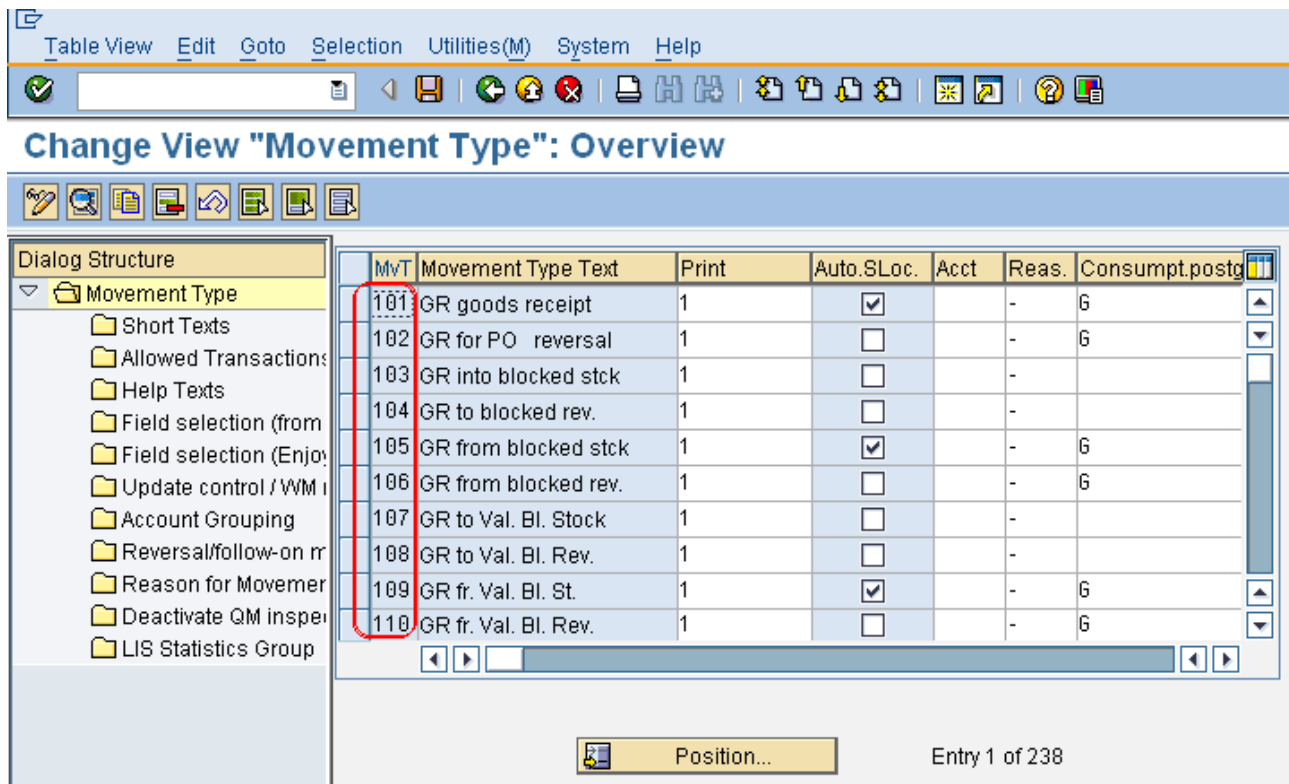 Table View Edit Goto Selection Utilities(M) System Help
Change View "Movement Type": Overview
Dialog Structure
Movement Type
Short Texts
Allowed Transactions
Help Texts
Field selection (from
Field selection (Enjoy
Update control / WM
Account Grouping
Reversal/follow-on m
Reason for Movemen
Deactivate QM inspe
LIS Statistics Group
MvT Movement Type Text Print Auto.SLoc. Acct Reas. Consumpt.postg
101 GR goods receipt 1 - G
102 GR for PO reversal 1 - G
103 GR into blocked stck 1 -
104 GR to blocked rev. 1 -
105 GR from blocked stck 1 - G
106 GR from blocked rev. 1 - G
107 GR to Val. Bl. Stock 1 -
108 GR to Val. Bl. Rev. 1 -
109 GR fr. Val. Bl. St. 1 - G
110 GR fr. Val. Bl. Rev. 1 - G
Position... Entry 1 of 238